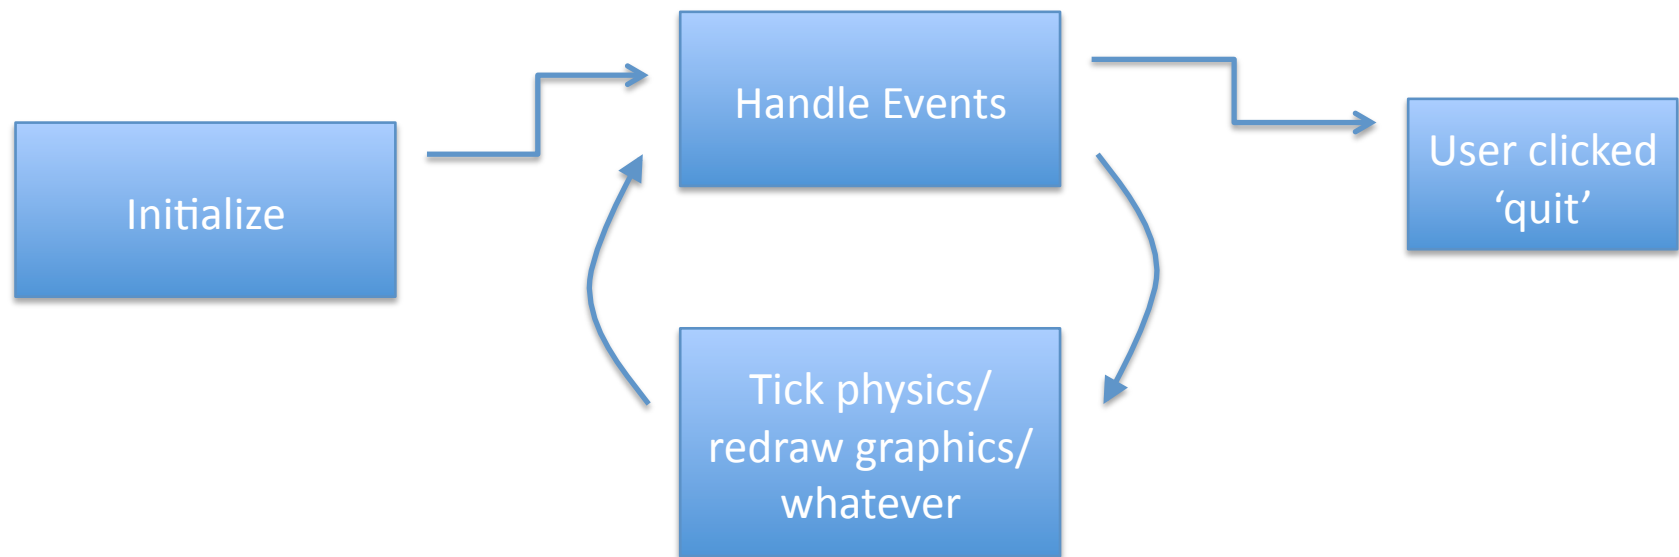 Initialize
Handle Events
Tick physics/
redraw graphics/
whatever
User clicked
‘quit’